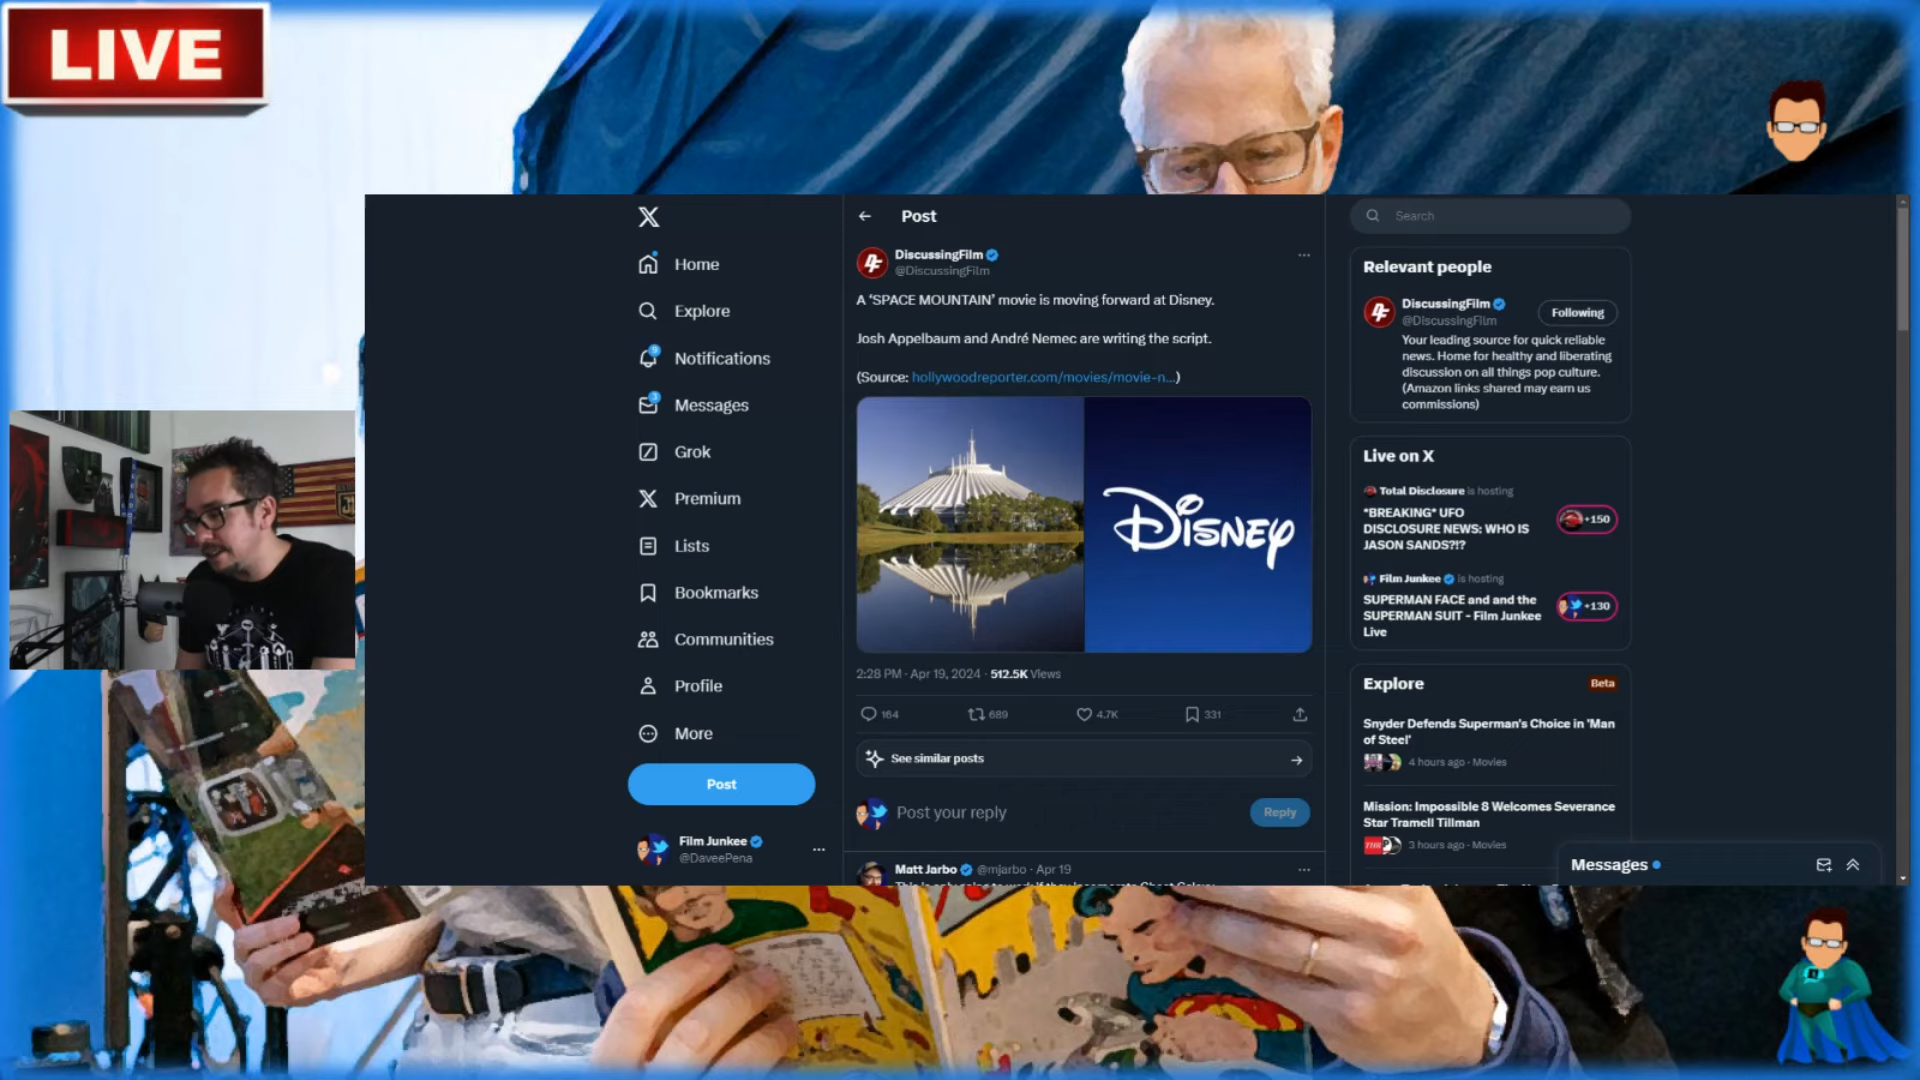 LIVE
Home
Explore
Notifications
Messages
Grok
Premium
Lists
Bookmarks
Communities
Profile
More
Post
Film Junkee
@DaveePena
Post
DiscussingFilm
@DiscussingFilm
A ‘SPACE MOUNTAIN’ movie is moving forward at Disney.
Josh Appelbaum and André Nemec are writing the script.
(Source: hollywoodreporter.com/movies/movie-n...)
Disney
2:28 PM · Apr 19, 2024 · 512.5K Views
164 689 4.7K 331
See similar posts
Post your reply
Reply
Matt Jarbo @mjarbo · Apr 19
Search
Relevant people
DiscussingFilm
@DiscussingFilm
Following
Your leading source for quick reliable
news. Home for healthy and liberating
discussion on all things pop culture.
(Amazon links shared may earn us
commissions)
Live on X
Total Disclosure is hosting
*BREAKING* UFO
DISCLOSURE NEWS: WHO IS
JASON SANDS?!?
+150
Film Junkee is hosting
SUPERMAN FACE and and the
SUPERMAN SUIT - Film Junkee
Live
+130
Explore
Beta
Snyder Defends Superman's Choice in 'Man
of Steel'
4 hours ago · Movies
Mission: Impossible 8 Welcomes Severance
Star Tramell Tillman
3 hours ago · Movies
Messages